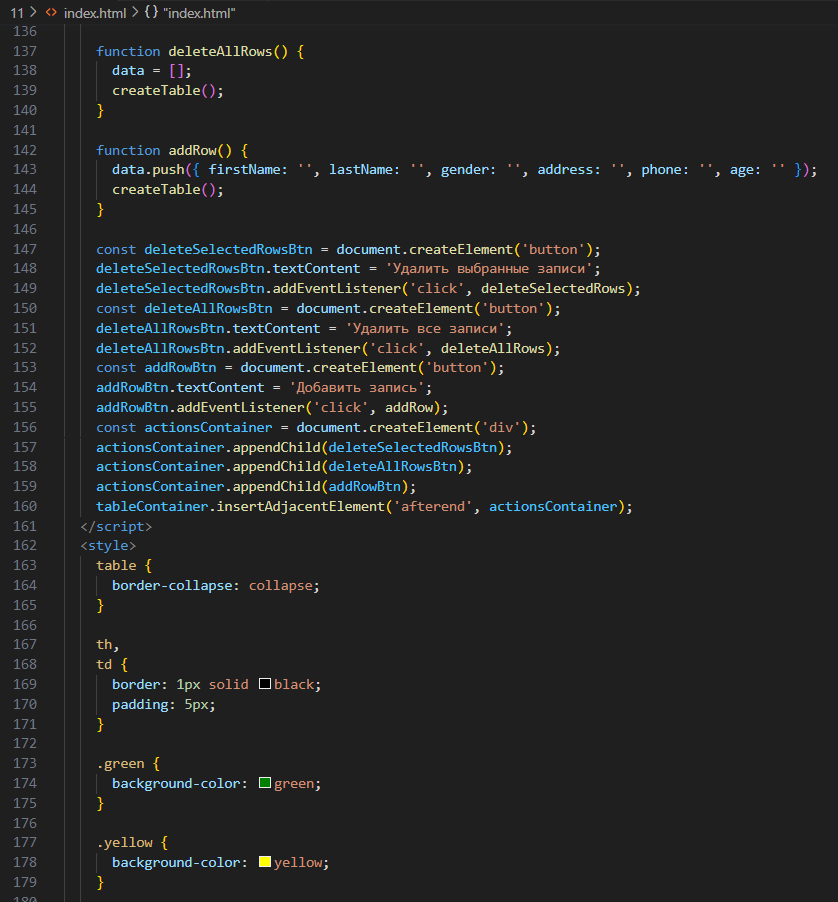 11 > index.html > {} "index.html"
136
137 function deleteAllRows() {
138 data = [];
139 createTable();
140 }
141
142 function addRow() {
143 data.push({ firstName: '', lastName: '', gender: '', address: '', phone: '', age: '' });
144 createTable();
145 }
146
147 const deleteSelectedRowsBtn = document.createElement('button');
148 deleteSelectedRowsBtn.textContent = 'Удалить выбранные записи';
149 deleteSelectedRowsBtn.addEventListener('click', deleteSelectedRows);
150 const deleteAllRowsBtn = document.createElement('button');
151 deleteAllRowsBtn.textContent = 'Удалить все записи';
152 deleteAllRowsBtn.addEventListener('click', deleteAllRows);
153 const addRowBtn = document.createElement('button');
154 addRowBtn.textContent = 'Добавить запись';
155 addRowBtn.addEventListener('click', addRow);
156 const actionsContainer = document.createElement('div');
157 actionsContainer.appendChild(deleteSelectedRowsBtn);
158 actionsContainer.appendChild(deleteAllRowsBtn);
159 actionsContainer.appendChild(addRowBtn);
160 tableContainer.insertAdjacentElement('afterend', actionsContainer);
161 </script>
162 <style>
163 table {
164 border-collapse: collapse;
165 }
166
167 th,
168 td {
169 border: 1px solid black;
170 padding: 5px;
171 }
172
173 .green {
174 background-color: green;
175 }
176
177 .yellow {
178 background-color: yellow;
179 }
180